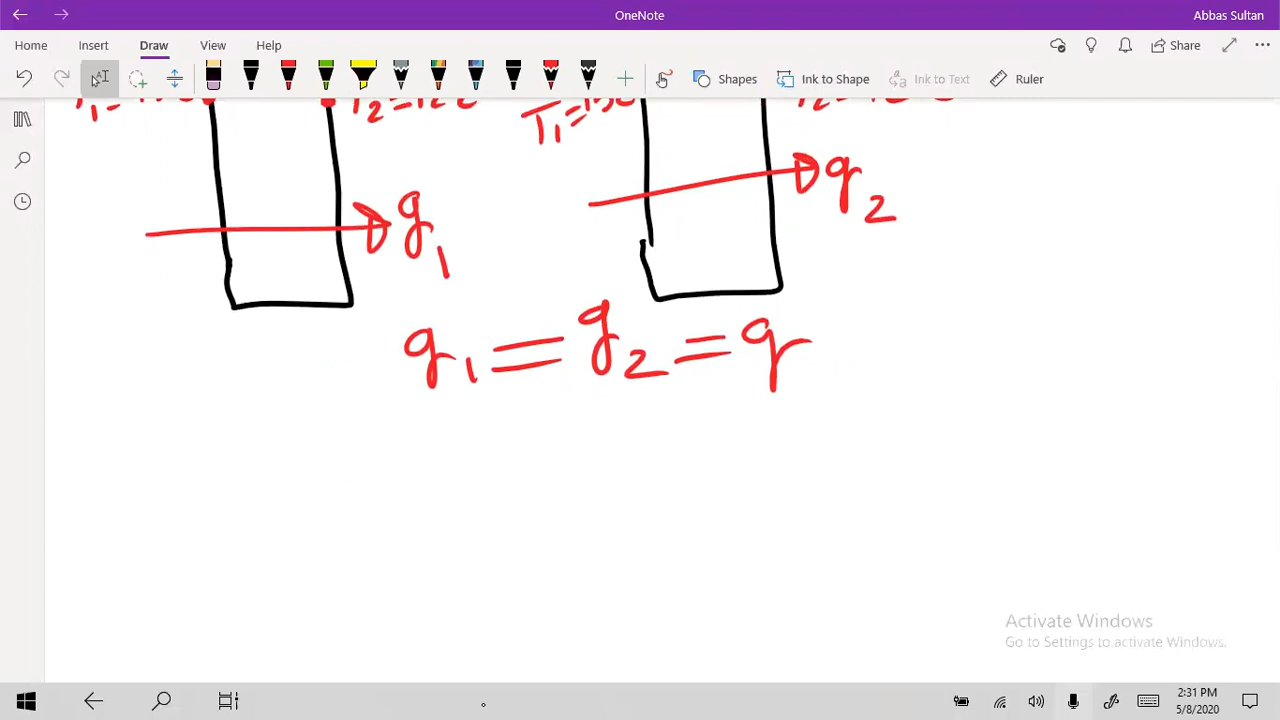 OneNote
Abbas Sultan
Home Insert Draw View Help
Share
Shapes
Ink to Shape
Ink to Text
Ruler
q
1
q
2
q1 = q2 = q
Activate Windows
Go to Settings to activate Windows.
2:31 PM
5/8/2020